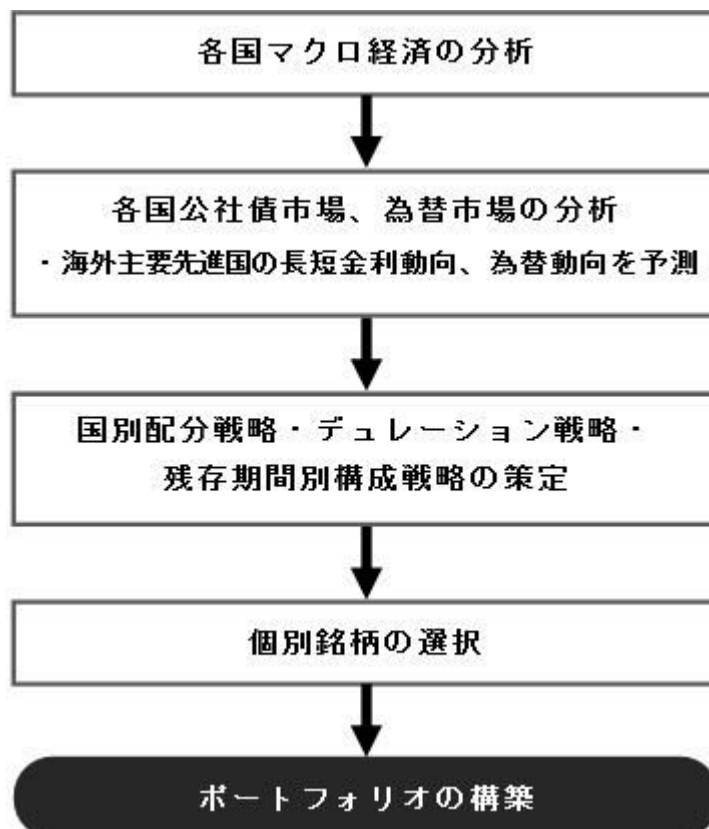 各国マクロ経済の分析
各国公社債市場、為替市場の分析
・海外主要先進国の長短金利動向、為替動向を予測
国別配分戦略・デュレーション戦略・
残存期間別構成戦略の策定
個別銘柄の選択
ポートフォリオの構築